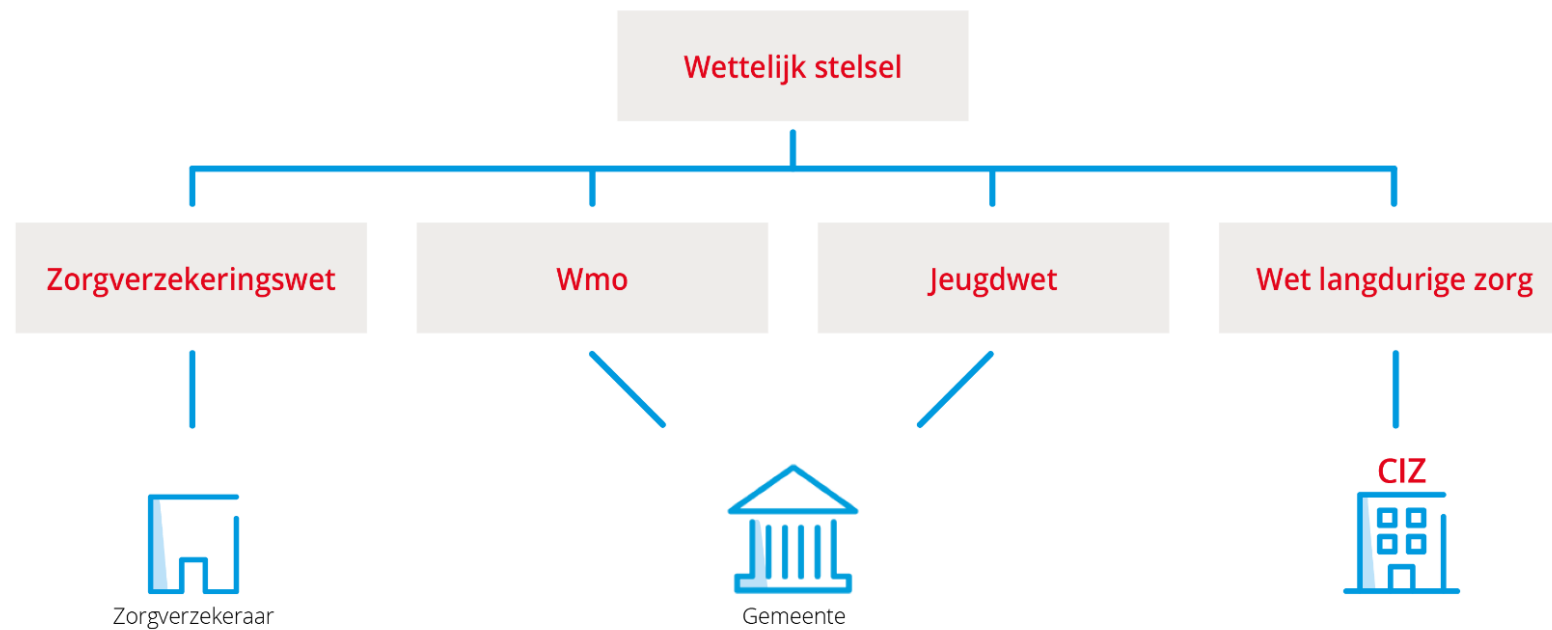 Wettelijk stelsel
Zorgverzekeringswet
Wmo
Jeugdwet
Wet langdurige zorg
CIZ
Zorgverzekeraar
Gemeente